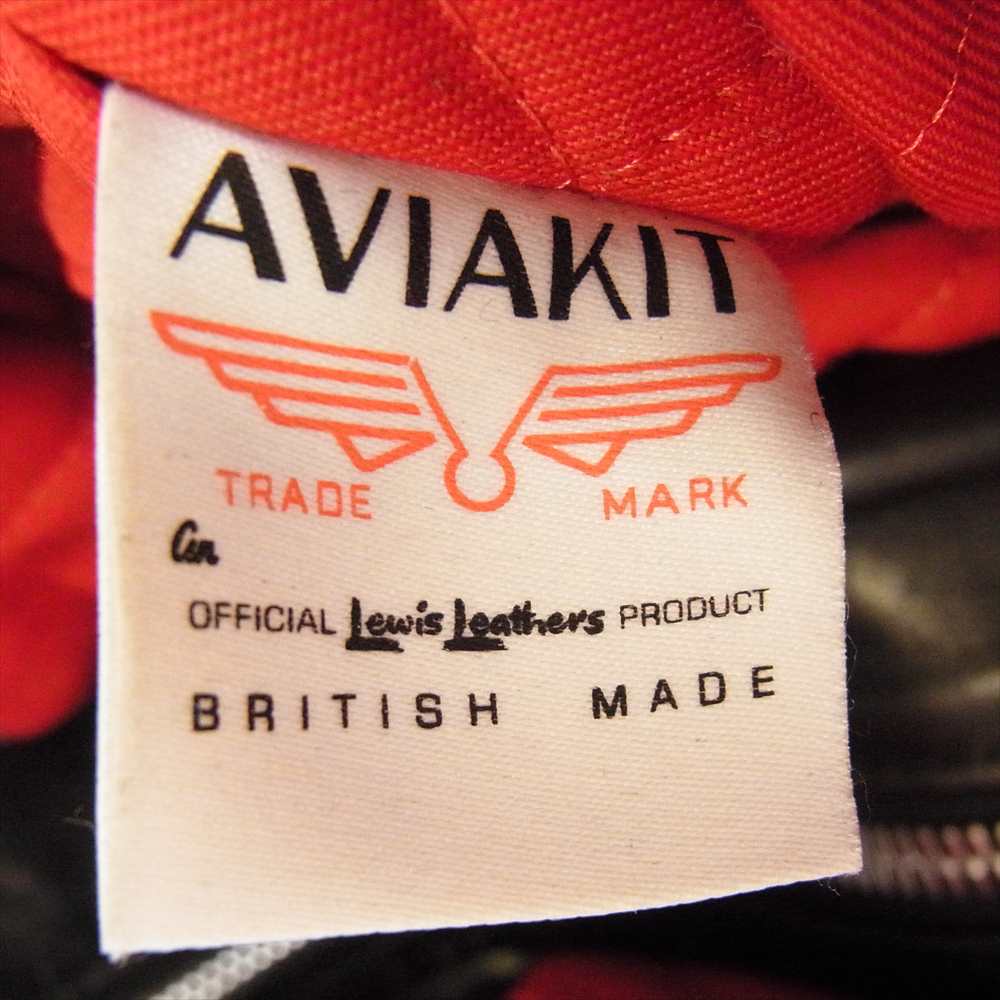 AVIAKIT
TRADE MARK
An
OFFICIAL Lewis Leathers PRODUCT
BRITISH MADE